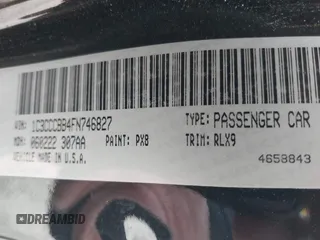 VIN: 1C3CCCBB4FN746827 TYPE: PASSENGER CAR
MDH: 060222 307AA PAINT: PX8 TRIM: RLX9
VEHICLE MADE IN U.S.A.
4658843
DREAMBID